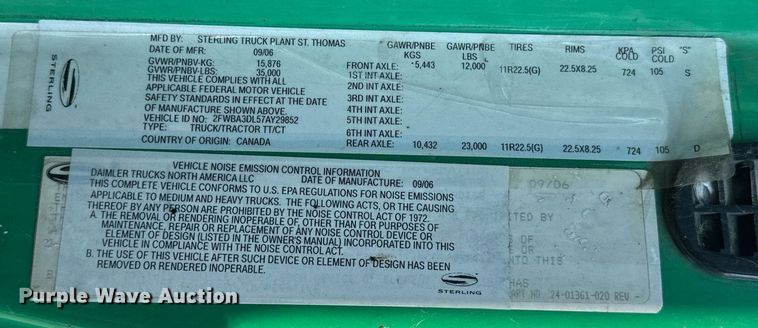 MFD BY: STERLING TRUCK PLANT ST. THOMAS
DATE OF MFR: 09/06
GVWR/PNBV-KG: 15,876
GVWR/PNBV-LBS: 35,000
THIS VEHICLE COMPLIES WITH ALL
APPLICABLE FEDERAL MOTOR VEHICLE
SAFETY STANDARDS IN EFFECT AT THE DATE
OF MANUFACTURE SHOWN ABOVE.
VEHICLE ID NO: 2FWBA3DL57AY29852
TYPE: TRUCK/TRACTOR TT/CT
COUNTRY OF ORIGIN: CANADA
GAWR/PNBE KGS GAWR/PNBE LBS TIRES RIMS KPA COLD PSI COLD "S"
FRONT AXLE: 5,443 12,000 11R22.5(G) 22.5X8.25 724 105 S
1ST INT AXLE:
2ND INT AXLE:
3RD INT AXLE:
4TH INT AXLE:
5TH INT AXLE:
6TH INT AXLE:
REAR AXLE: 10,432 23,000 11R22.5(G) 22.5X8.25 724 105 D
STERLING
VEHICLE NOISE EMISSION CONTROL INFORMATION
DAIMLER TRUCKS NORTH AMERICA LLC DATE OF MANUFACTURE: 09/06
THIS COMPLETE VEHICLE CONFORMS TO U.S. EPA REGULATIONS FOR NOISE EMISSIONS
APPLICABLE TO MEDIUM AND HEAVY TRUCKS. THE FOLLOWING ACTS, OR THE CAUSING
THEREOF BY ANY PERSON ARE PROHIBITED BY THE NOISE CONTROL ACT OF 1972.
A. THE REMOVAL OR RENDERING INOPERABLE OF, OTHER THAN FOR PURPOSES OF
MAINTENANCE, REPAIR OR REPLACEMENT OF ANY NOISE CONTROL DEVICE OR
ELEMENT OF DESIGN (LISTED IN THE OWNER'S MANUAL) INCORPORATED INTO THIS
VEHICLE IN COMPLIANCE WITH THE NOISE CONTROL ACT.
B. THE USE OF THIS VEHICLE AFTER SUCH DEVICE OR ELEMENT OF DESIGN HAS BEEN
REMOVED OR RENDERED INOPERABLE.
STERLING
09/06
BY
OF
OR
THIS
HAS
PART NO 24-01361-020 REV -
Purple Wave Auction